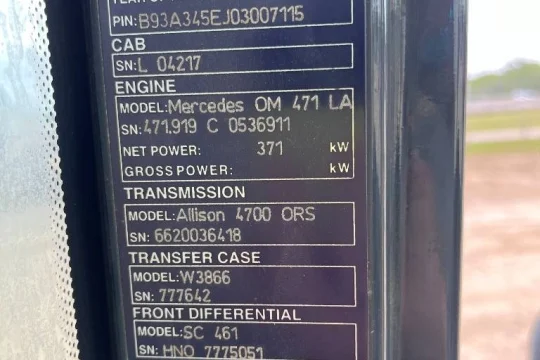 PIN:B93A345EJ03007115
CAB
SN:L 04217
ENGINE
MODEL:Mercedes OM 471 LA
SN:471.919 C 0536911
NET POWER: 371 kW
GROSS POWER: kW
TRANSMISSION
MODEL:Allison 4700 ORS
SN: 6620036418
TRANSFER CASE
MODEL:W3866
SN: 777642
FRONT DIFFERENTIAL
MODEL:SC 461
SN: HNO 7775051